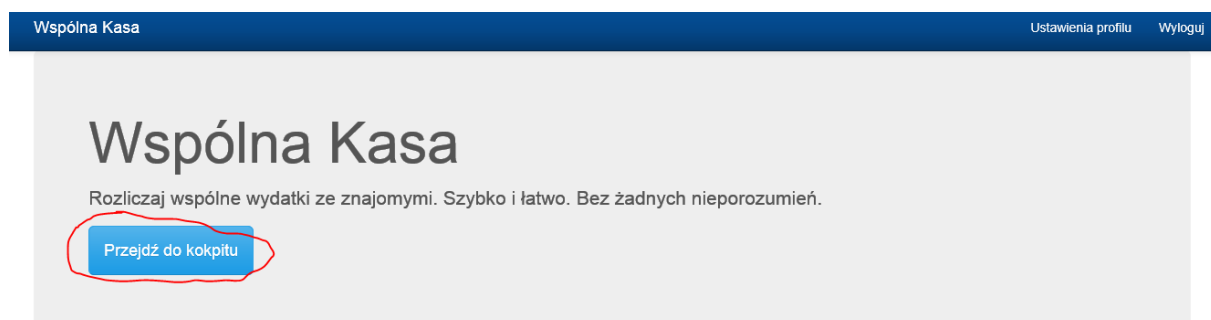 Wspólna Kasa
Ustawienia profilu
Wyloguj
Wspólna Kasa
Rozliczaj wspólne wydatki ze znajomymi. Szybko i łatwo. Bez żadnych nieporozumień.
Przejdź do kokpitu